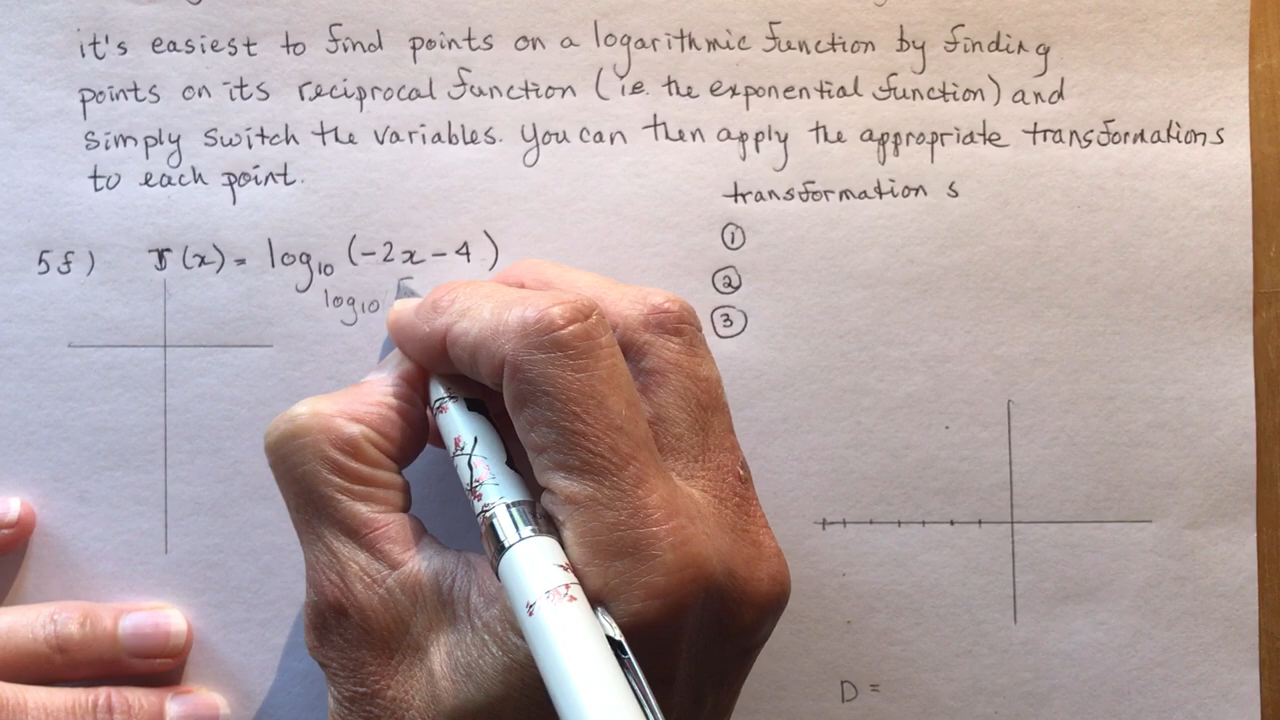 it's easiest to find points on a logarithmic function by finding
points on its reciprocal function (ie. the exponential function) and
simply switch the variables. You can then apply the appropriate transformations
to each point.
transformation s
①
②
③
5f) f(x) = log₁₀ (-2x-4)
log₁₀ [
D =